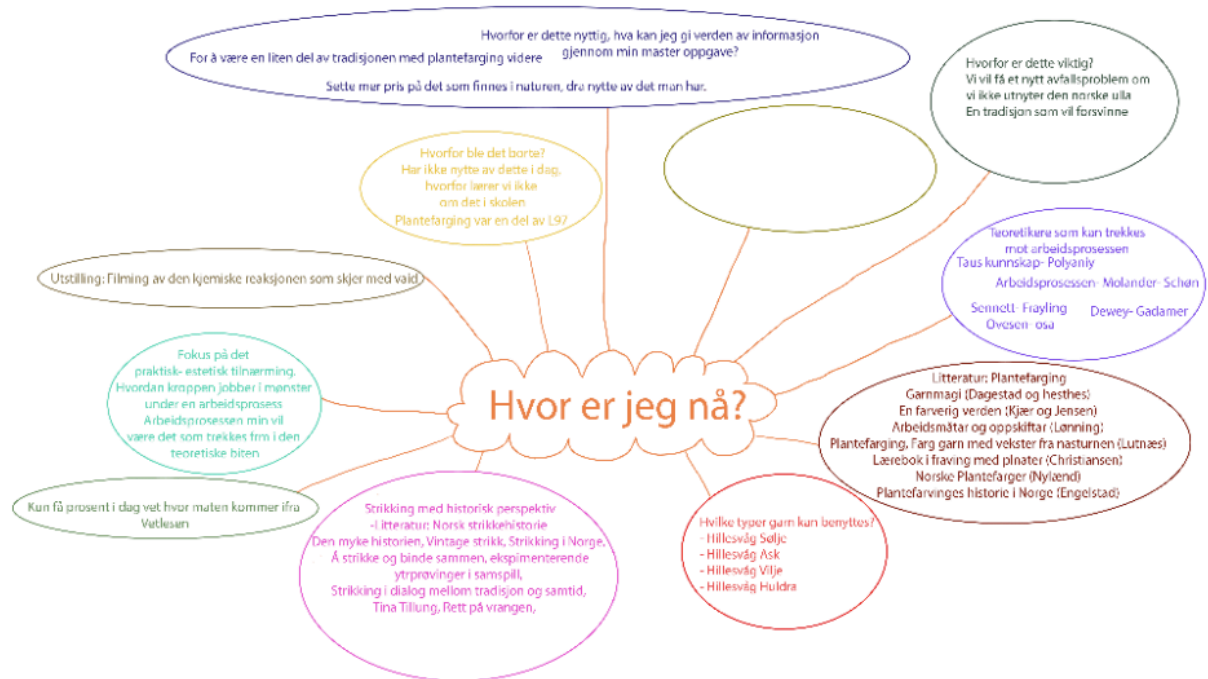 Hvorfor er dette nyttig, hva kan jeg gi verden av informasjon
gjennom min master oppgave?
For å være en liten del av tradisjonen med plantefarging videre
Sette mer pris på det som finnes i naturen, dra nytte av det man har.
Hvorfor er dette viktig?
Vi vil få et nytt avfallsproblem om
vi ikke utnyter den norske ulla
En tradisjon som vil forsvinne
Hvorfor ble det borte?
Har ikke nytte av dette i dag,
hvorfor lærer vi ikke
om det i skolen
Plantefarging var en del av L97
Teoretikere som kan trekkes
mot arbeidsprosessen
Taus kunnskap- Polyaniy
Arbeidsprosessen- Molander- Schøn
Sennett- Frayling
Dewey- Gadamer
Ovesen- osa
Utstilling: Filming av den kjemiske reaksjonen som skjer med vaid
Fokus på det
praktisk- estetisk tilnærming.
Hvordan kroppen jobber i mønster
under en arbeidsprosess
Arbeidsprosessen min vil
være det som trekkes frm i den
teoretiske biten
Hvor er jeg nå?
Litteratur: Plantefarging
Garnmagi (Dagestad og hesthes)
En farverig verden (Kjær og Jensen)
Arbeidsmåtar og oppskiftar (Lønning)
Plantefarging, Farg garn med vekster fra nasturnen (Lutnæs)
Lærebok i fraving med plnater (Christiansen)
Norske Plantefarger (Nylænd)
Plantefarvinges historie i Norge (Engelstad)
Kun få prosent i dag vet hvor maten kommer ifra
Vetlesen
Strikking med historisk perspektiv
-Litteratur: Norsk strikkehistorie
Den myke historien, Vintage strikk, Strikking i Norge.
Å strikke og binde sammen, ekspimenterende
ytrprøvinger i samspill,
Strikking i dialog mellom tradisjon og samtid,
Tina Tillung, Rett på vrangen,
Hvilke typer garn kan benyttes?
- Hillesvåg Sølje
- Hillesvåg Ask
- Hillesvåg Vilje
- Hillesvåg Huldra